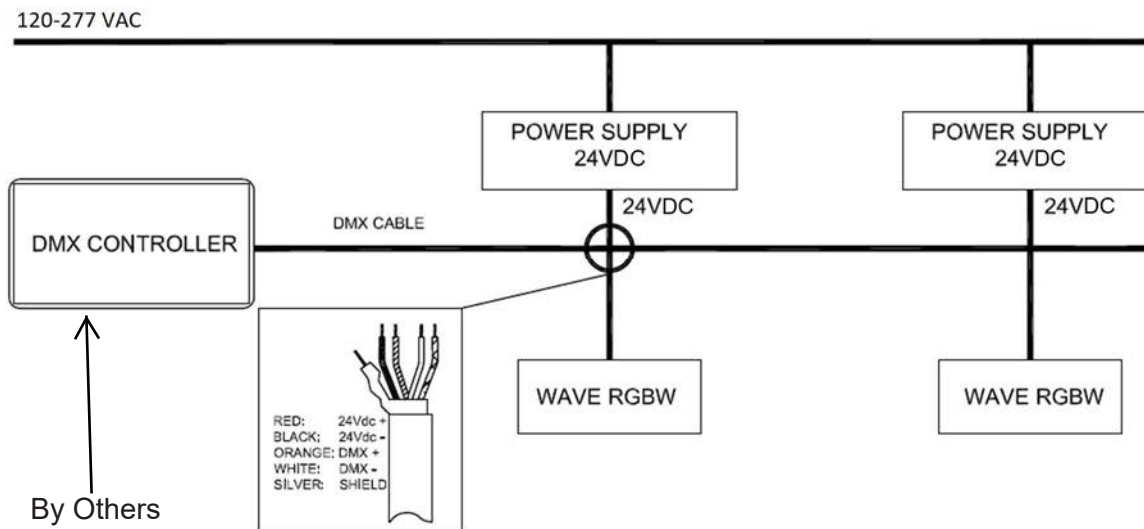 120-277 VAC
POWER SUPPLY
24VDC
POWER SUPPLY
24VDC
24VDC
24VDC
DMX CABLE
DMX CONTROLLER
WAVE RGBW
WAVE RGBW
RED: 24Vdc +
BLACK: 24Vdc -
ORANGE: DMX +
WHITE: DMX -
SILVER: SHIELD
By Others